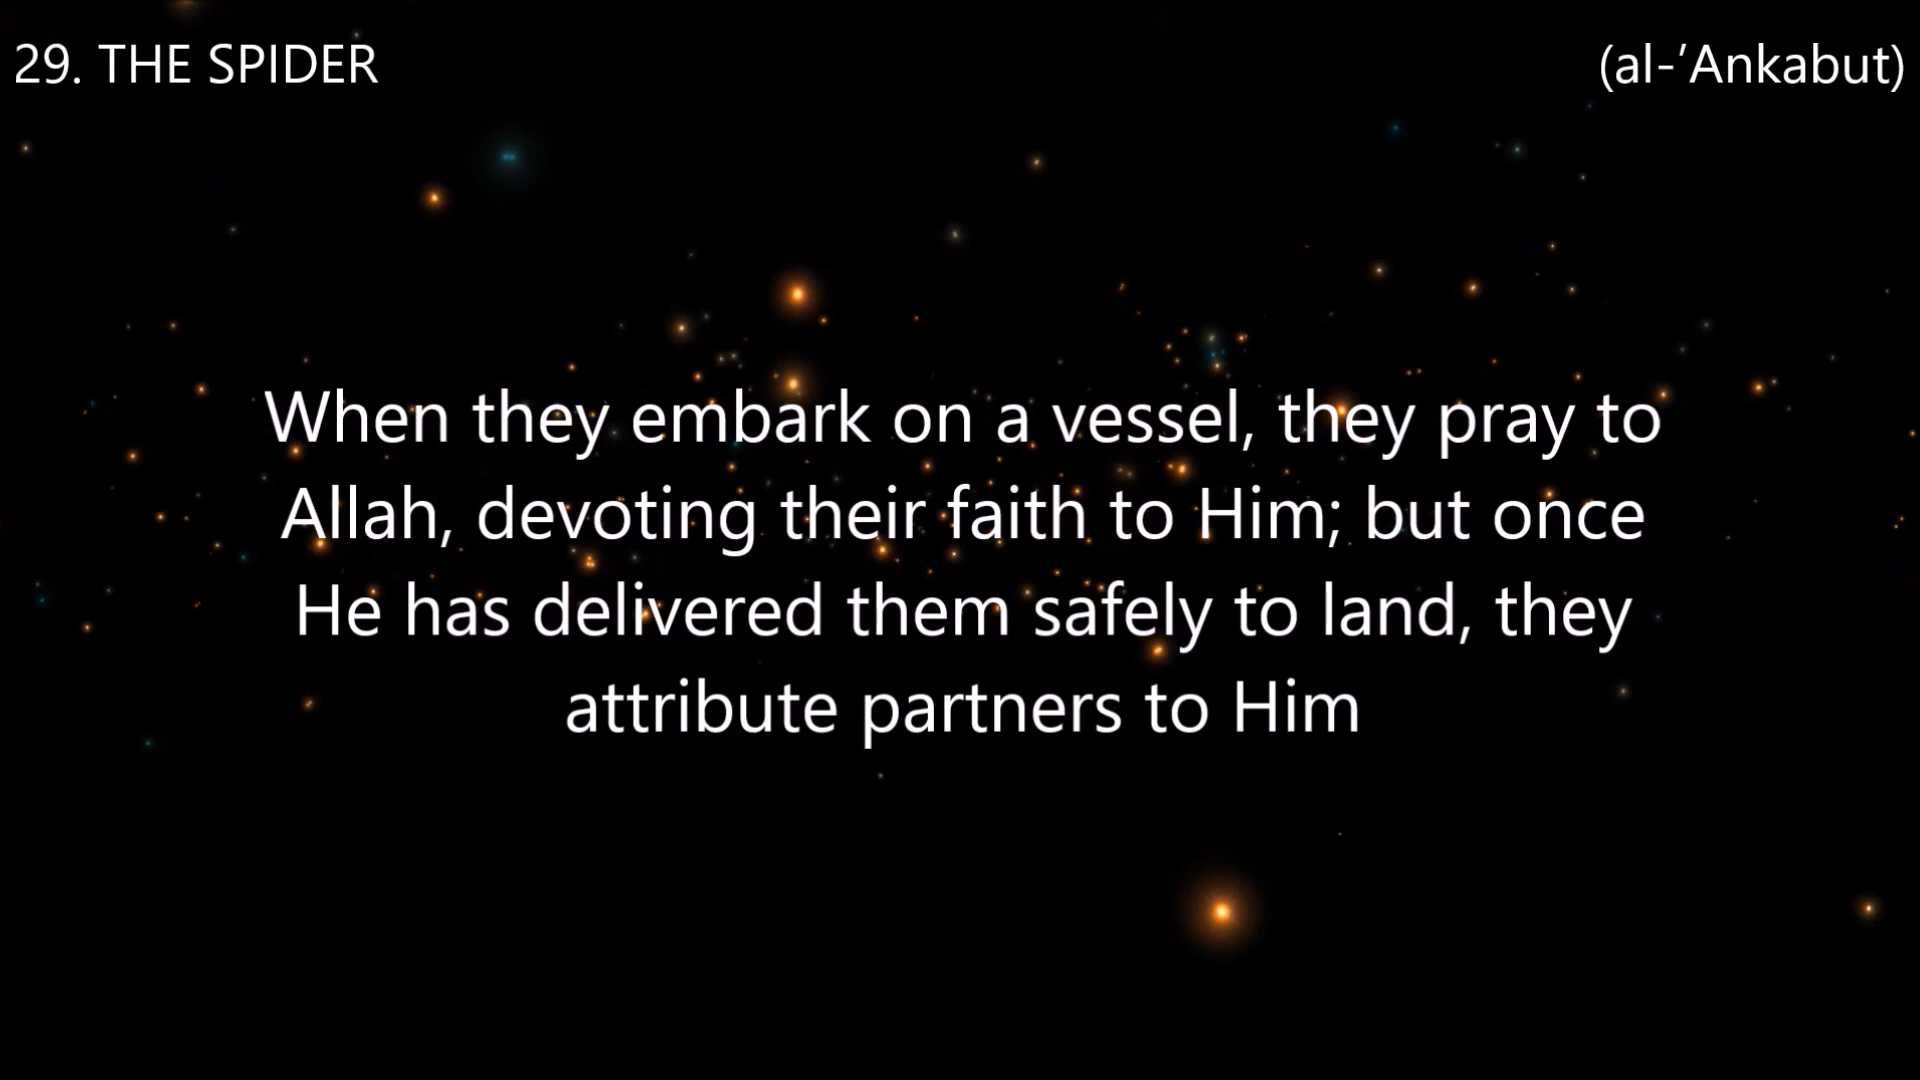 29. THE SPIDER
(al-’Ankabut)
When they embark on a vessel, they pray to
Allah, devoting their faith to Him; but once
He has delivered them safely to land, they
attribute partners to Him